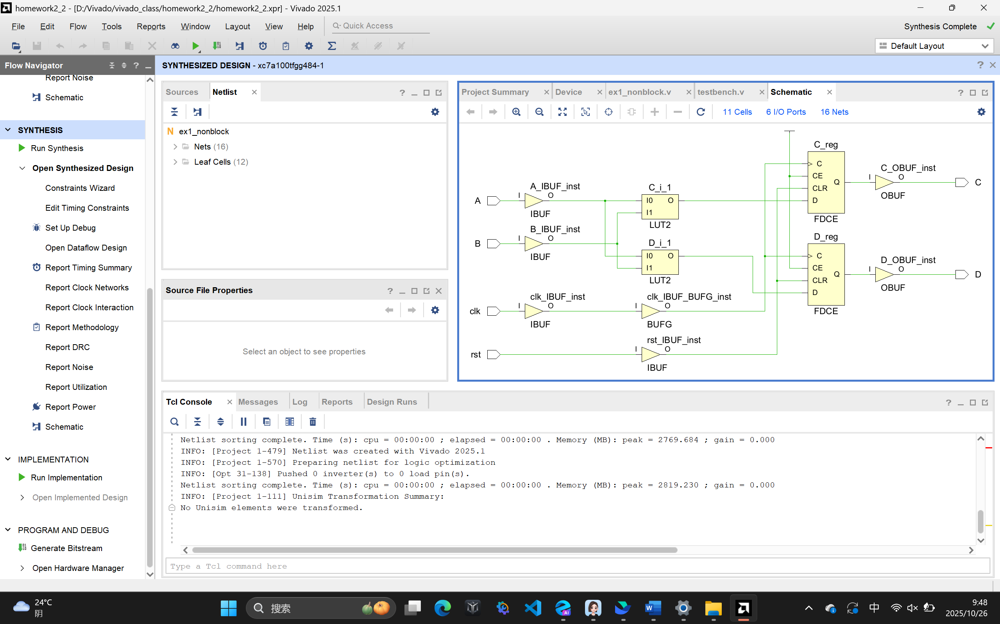 homework2_2 - [D:/Vivado/vivado_class/homework2_2/homework2_2.xpr] - Vivado 2025.1
File Edit Flow Tools Reports Window Layout View Help Quick Access
Synthesis Complete
Default Layout
Flow Navigator
Report Noise
Schematic
SYNTHESIS
Run Synthesis
Open Synthesized Design
Constraints Wizard
Edit Timing Constraints
Set Up Debug
Open Dataflow Design
Report Timing Summary
Report Clock Networks
Report Clock Interaction
Report Methodology
Report DRC
Report Noise
Report Utilization
Report Power
Schematic
IMPLEMENTATION
Run Implementation
Open Implemented Design
PROGRAM AND DEBUG
Generate Bitstream
Open Hardware Manager
SYNTHESIZED DESIGN - xc7a100tfgg484-1
Sources Netlist
N ex1_nonblock
Nets (16)
Leaf Cells (12)
Source File Properties
Select an object to see properties
Project Summary Device ex1_nonblock.v testbench.v Schematic
11 Cells 6 I/O Ports 16 Nets
A
A_IBUF_inst
I
O
IBUF
B
B_IBUF_inst
I
O
IBUF
clk
clk_IBUF_inst
I
O
IBUF
rst
C_i_1
I0 O
I1
LUT2
D_i_1
I0 O
I1
LUT2
clk_IBUF_BUFG_inst
I
O
BUFG
rst_IBUF_inst
I
O
IBUF
C_reg
C
CE
CLR
D
Q
FDCE
D_reg
C
CE
CLR
D
Q
FDCE
C_OBUF_inst
I
O
OBUF
C
D_OBUF_inst
I
O
OBUF
D
Tcl Console Messages Log Reports Design Runs
Netlist sorting complete. Time (s): cpu = 00:00:00 ; elapsed = 00:00:00 . Memory (MB): peak = 2769.684 ; gain = 0.000
INFO: [Project 1-479] Netlist was created with Vivado 2025.1
INFO: [Project 1-570] Preparing netlist for logic optimization
INFO: [Opt 31-138] Pushed 0 inverter(s) to 0 load pin(s).
Netlist sorting complete. Time (s): cpu = 00:00:00 ; elapsed = 00:00:00 . Memory (MB): peak = 2819.230 ; gain = 0.000
INFO: [Project 1-111] Unisim Transformation Summary:
No Unisim elements were transformed.
Type a Tcl command here
24°C
阴
搜索
中
9:48
2025/10/26